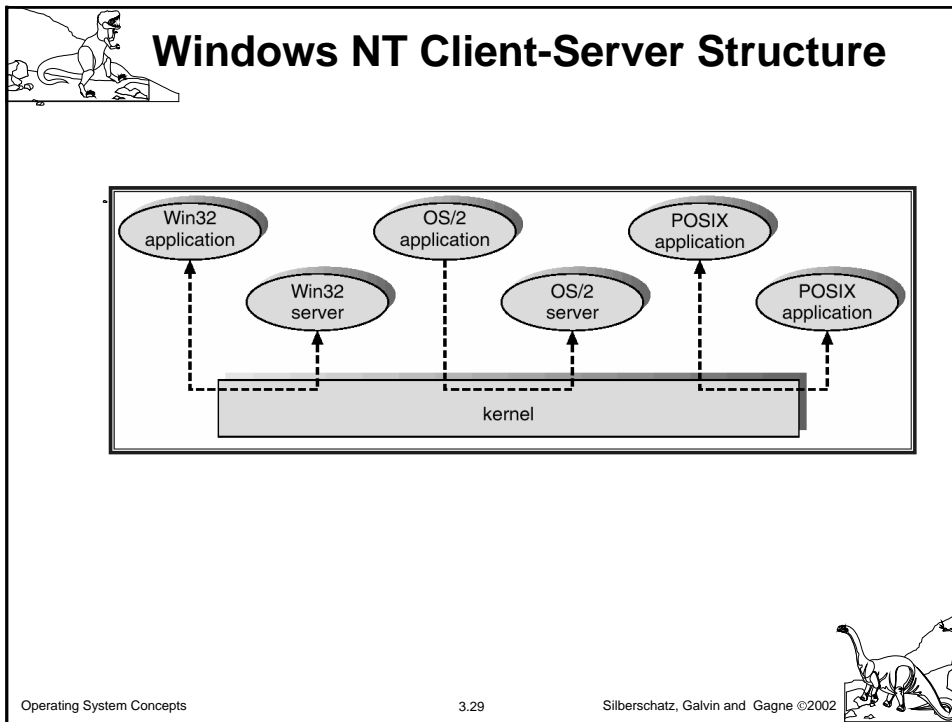 Windows NT Client-Server Structure
Win32
application
OS/2
application
POSIX
application
Win32
server
OS/2
server
POSIX
application
kernel
Operating System Concepts
3.29
Silberschatz, Galvin and Gagne ©2002